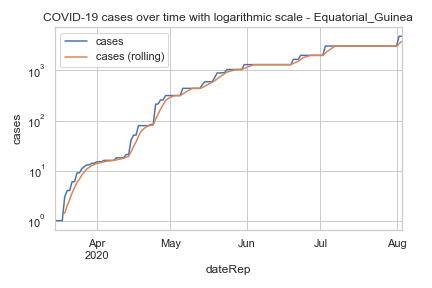 COVID-19 cases over time with logarithmic scale - Equatorial_Guinea
cases
cases (rolling)
10³
10²
10¹
10⁰
cases
Apr
2020
May
Jun
Jul
Aug
dateRep